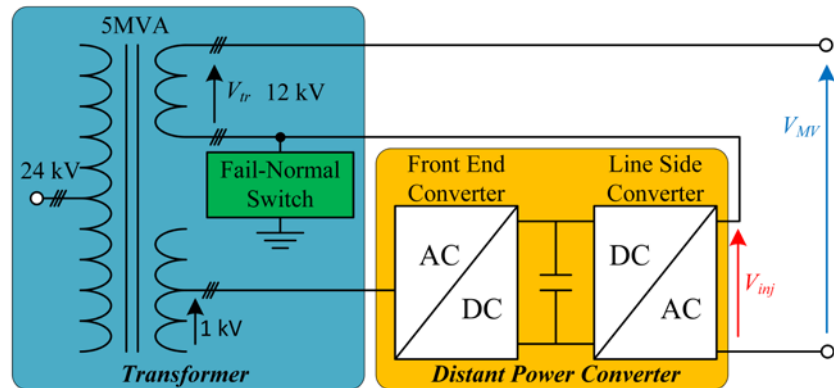 5MVA
V_tr 12 kV
24 kV
Fail-Normal
Switch
1 kV
Transformer
Front End
Converter
Line Side
Converter
AC
DC
DC
AC
V_inj
V_MV
Distant Power Converter